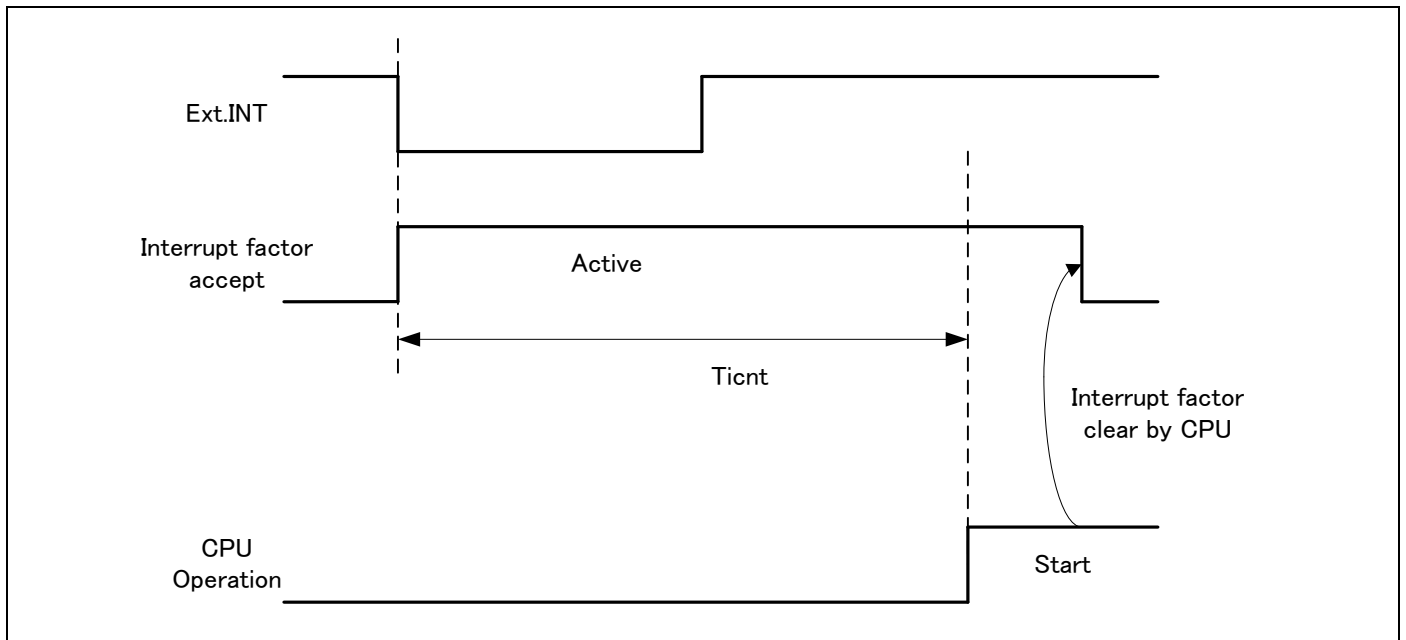 Ext.INT
Interrupt factor
accept
Active
Ticnt
Interrupt factor
clear by CPU
CPU
Operation
Start